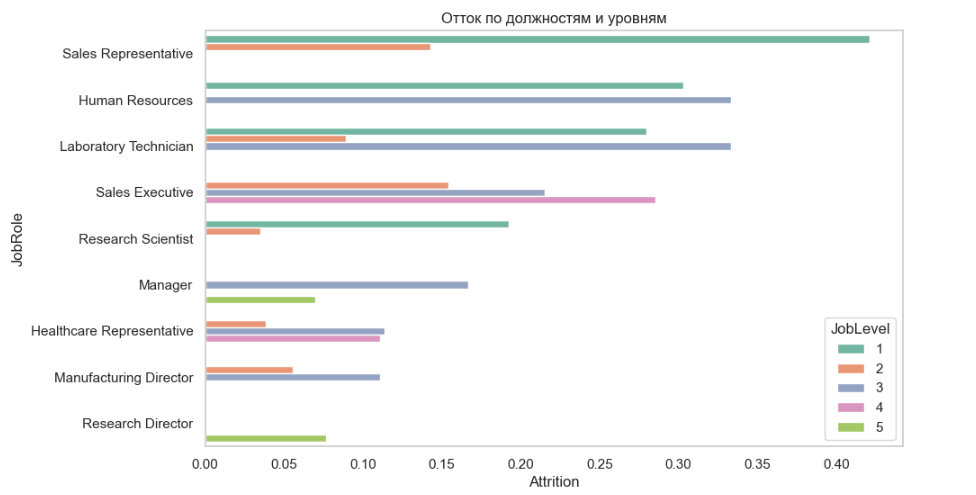 Отток по должностям и уровням
JobRole
Sales Representative
Human Resources
Laboratory Technician
Sales Executive
Research Scientist
Manager
Healthcare Representative
Manufacturing Director
Research Director
JobLevel
1
2
3
4
5
0.00 0.05 0.10 0.15 0.20 0.25 0.30 0.35 0.40
Attrition